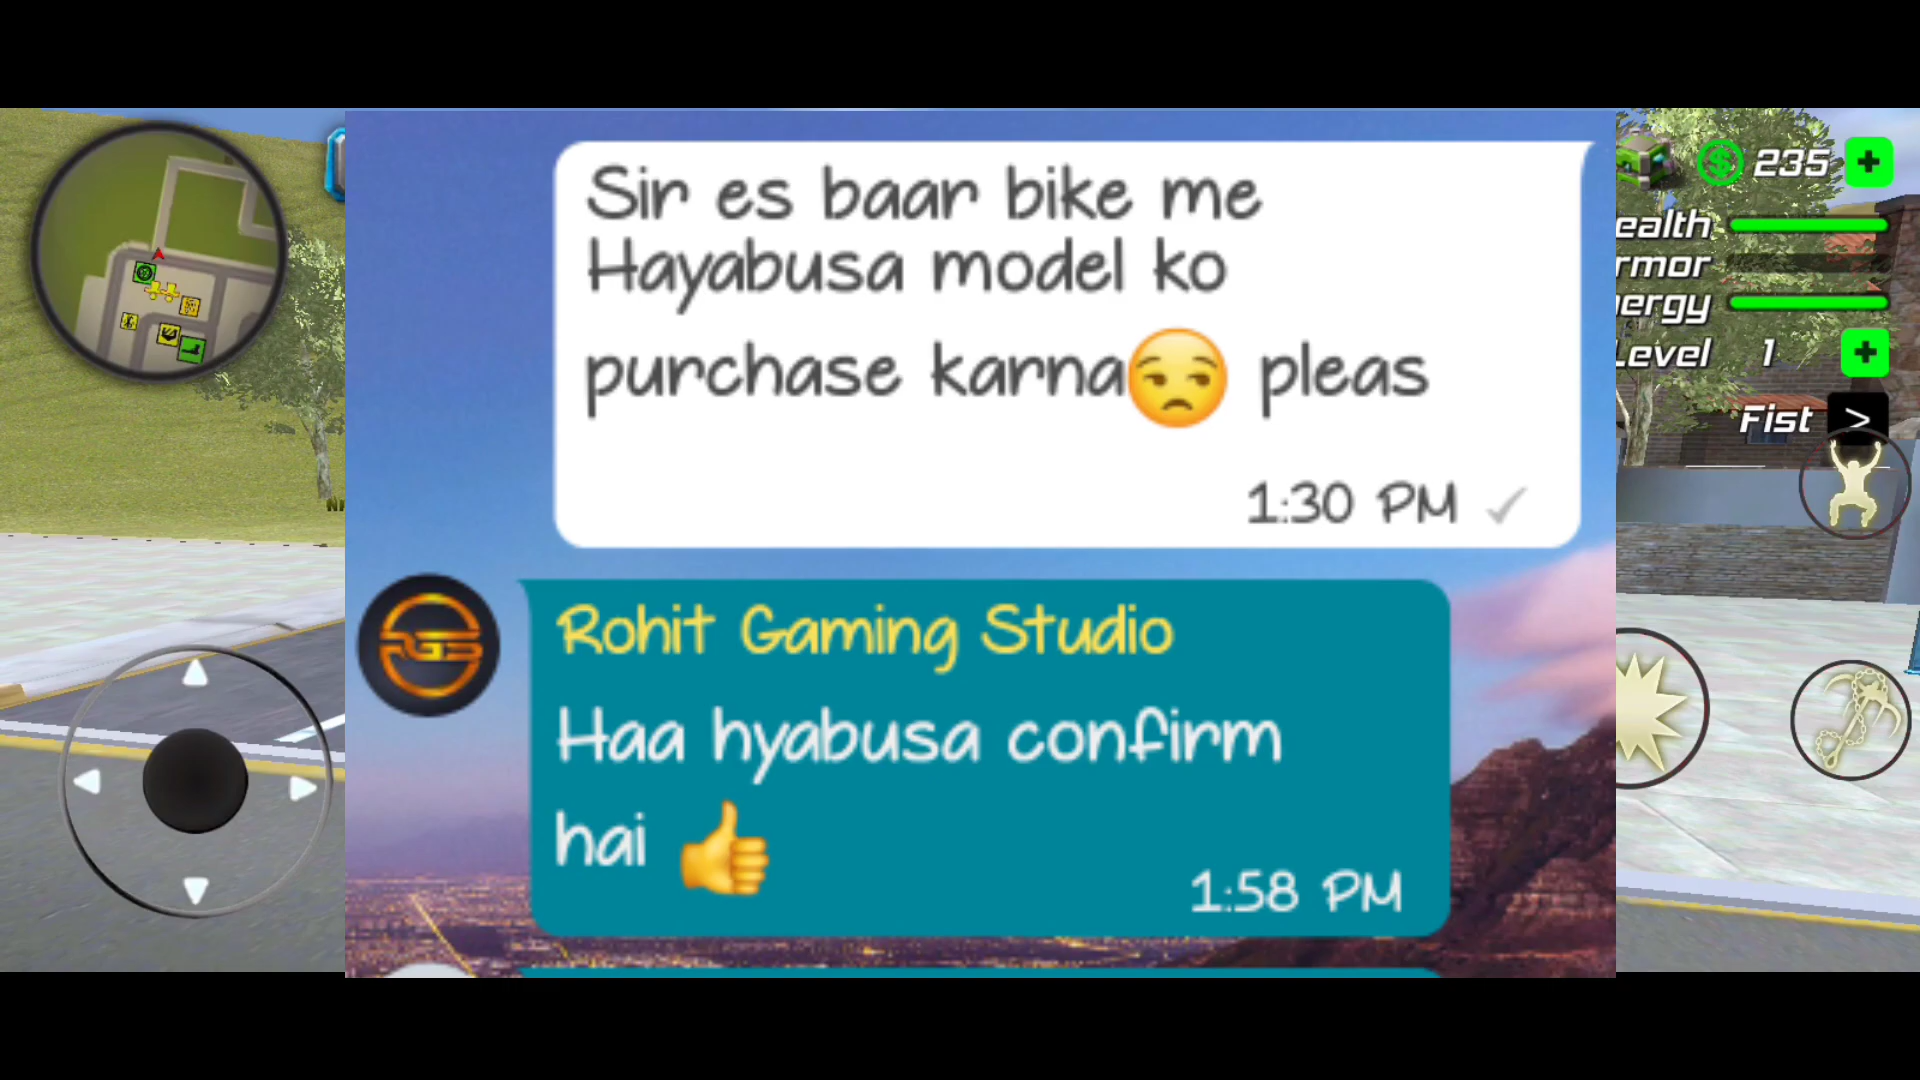 Sir es baar bike me
Hayabusa model ko
purchase karna😒 pleas
1:30 PM ✓
Rohit Gaming Studio
Haa hyabusa confirm
hai 👍
1:58 PM
235
ealth
rmor
ergy
Level 1
Fist >